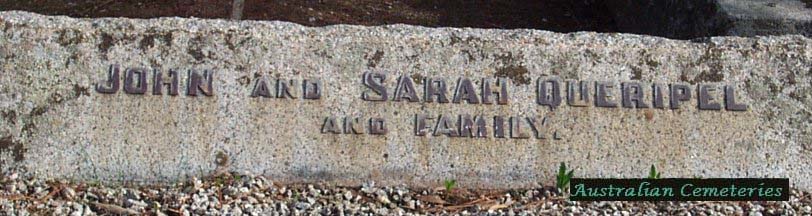 JOHN AND SARAH QUERIPEL
AND FAMILY.
Australian Cemeteries